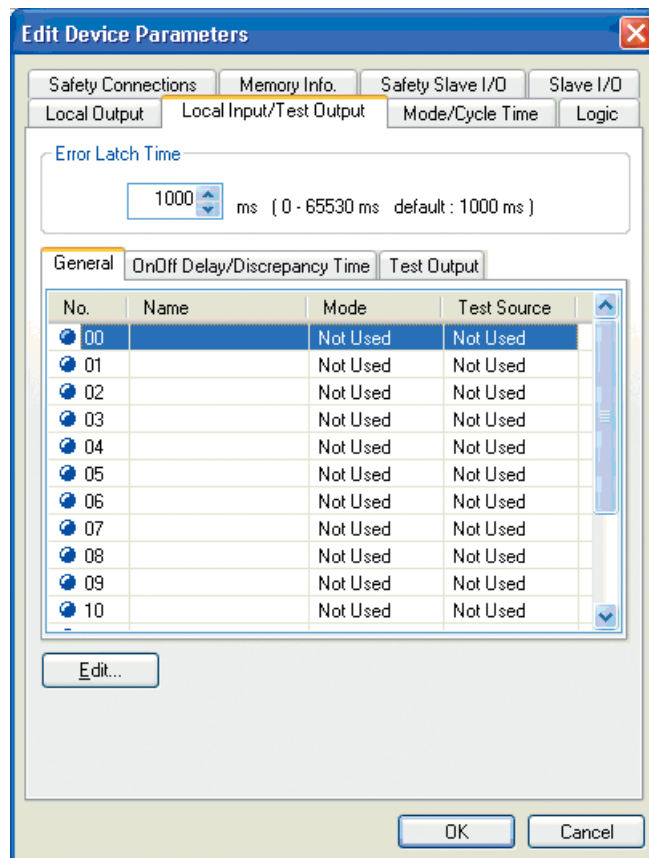 Edit Device Parameters
Safety Connections Memory Info. Safety Slave I/O Slave I/O
Local Output Local Input/Test Output Mode/Cycle Time Logic
Error Latch Time
1000 ms ( 0 - 65530 ms default : 1000 ms )
General OnOff Delay/Discrepancy Time Test Output
No. Name Mode Test Source
00 Not Used Not Used
01 Not Used Not Used
02 Not Used Not Used
03 Not Used Not Used
04 Not Used Not Used
05 Not Used Not Used
06 Not Used Not Used
07 Not Used Not Used
08 Not Used Not Used
09 Not Used Not Used
10 Not Used Not Used
Edit...
OK Cancel